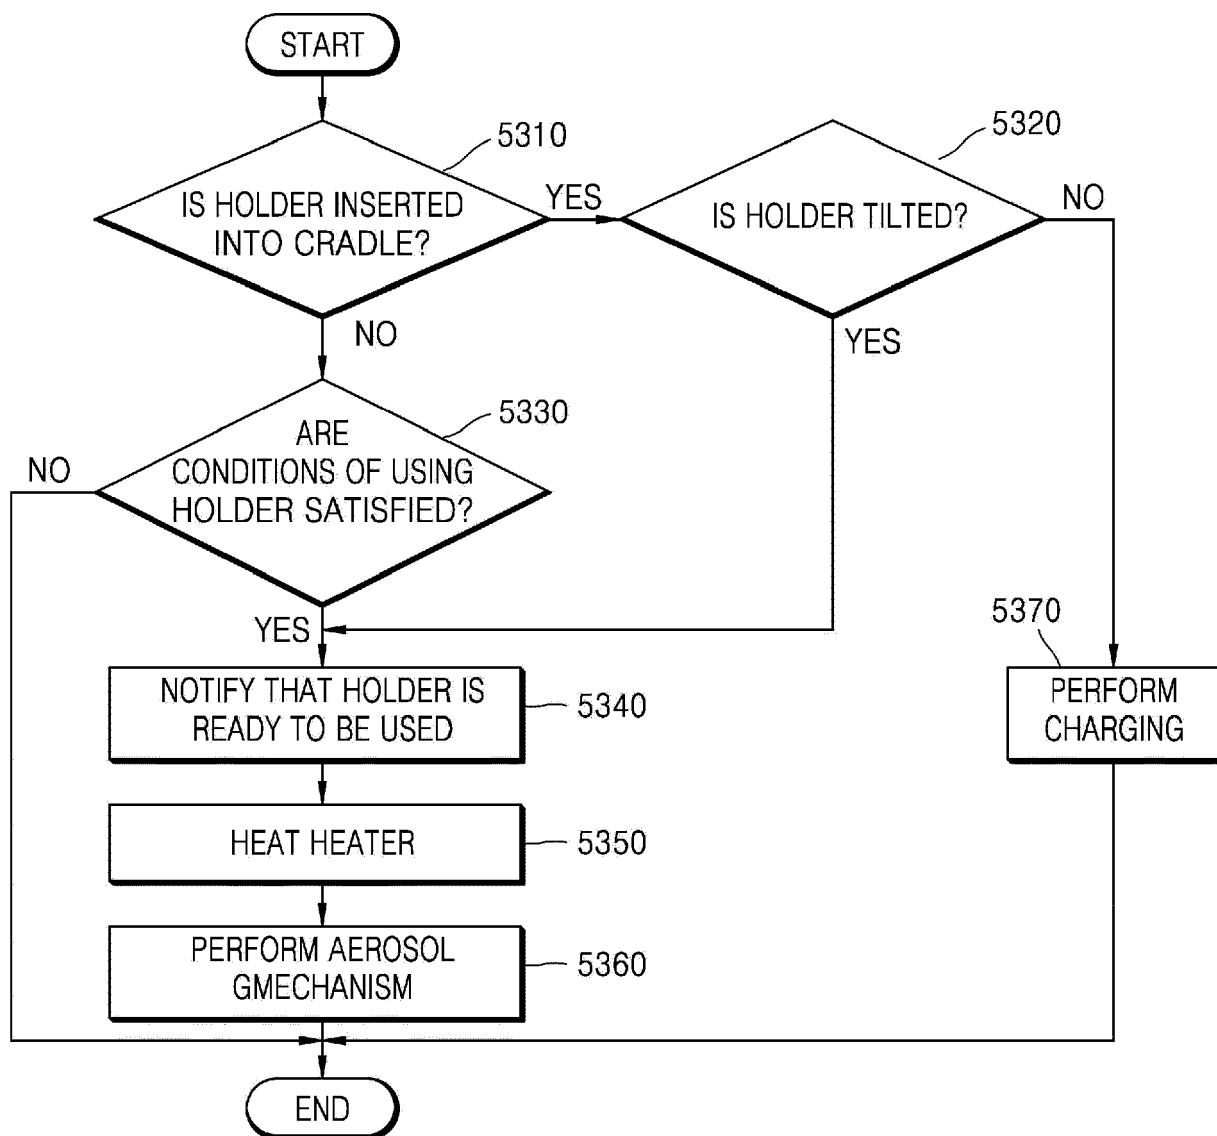 START
5310
IS HOLDER INSERTED
INTO CRADLE?
YES
5320
IS HOLDER TILTED?
NO
NO
YES
5330
ARE
CONDITIONS OF USING
HOLDER SATISFIED?
NO
YES
5340
NOTIFY THAT HOLDER IS
READY TO BE USED
5370
PERFORM
CHARGING
HEAT HEATER
5350
PERFORM AEROSOL
GMECHANISM
5360
END